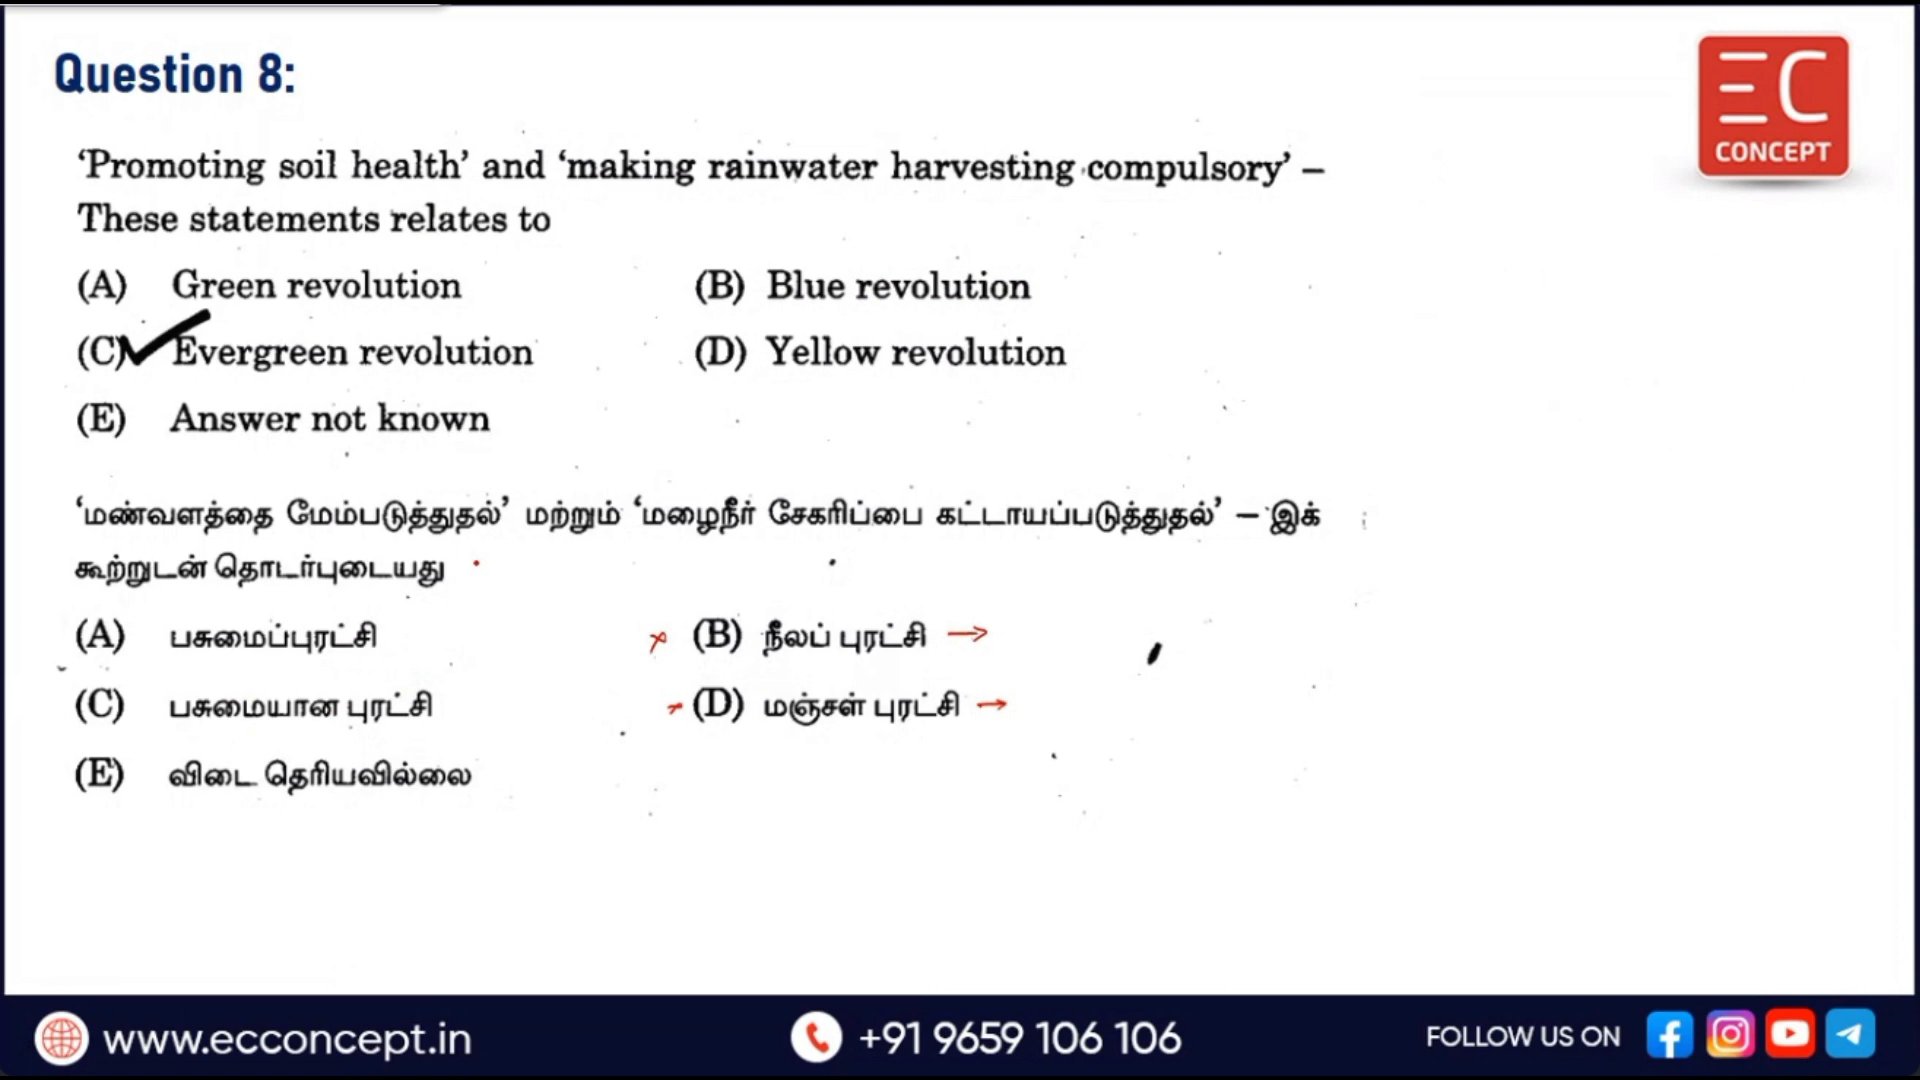 Question 8:
EC
CONCEPT
‘Promoting soil health’ and ‘making rainwater harvesting compulsory’ –
These statements relates to
(A) Green revolution (B) Blue revolution
(C) Evergreen revolution (D) Yellow revolution
(E) Answer not known
‘மண்வளத்தை மேம்படுத்துதல்’ மற்றும் ‘மழைநீர் சேகரிப்பை கட்டாயப்படுத்துதல்’ – இக்
கூற்றுடன் தொடர்புடையது
(A) பசுமைப்புரட்சி (B) நீலப் புரட்சி
(C) பசுமையான புரட்சி (D) மஞ்சள் புரட்சி
(E) விடை தெரியவில்லை
www.ecconcept.in +91 9659 106 106 FOLLOW US ON